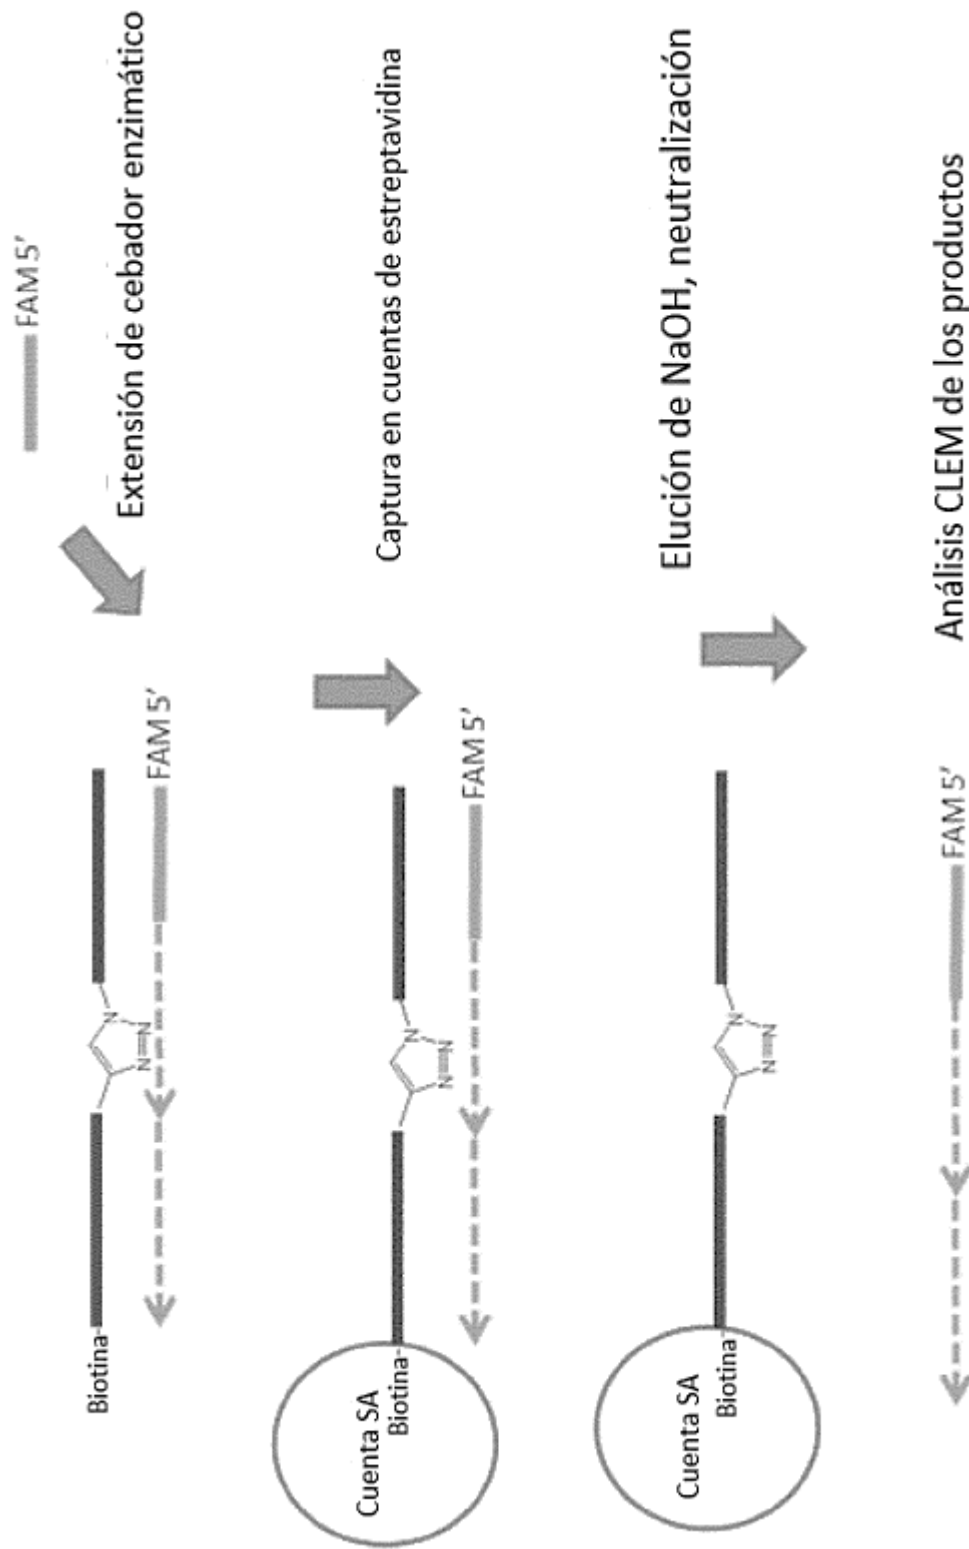 FAM 5'
Extensión de cebador enzimático
Biotina
N
N
N
FAM 5'
Captura en cuentas de estreptavidina
Cuenta SA
Biotina
N
N
N
FAM 5'
Elución de NaOH, neutralización
Cuenta SA
Biotina
N
N
N
FAM 5'
Análisis CLEM de los productos